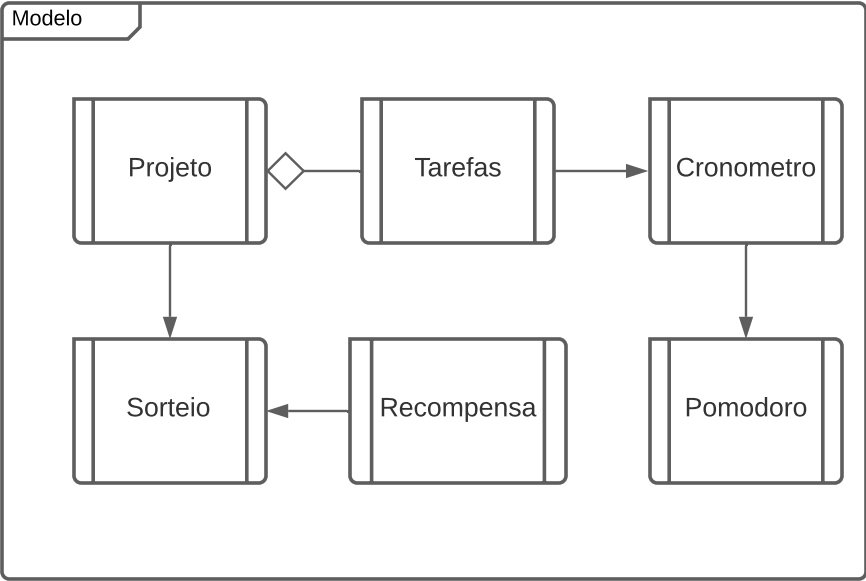 Modelo
Projeto
Tarefas
Cronometro
Sorteio
Recompensa
Pomodoro